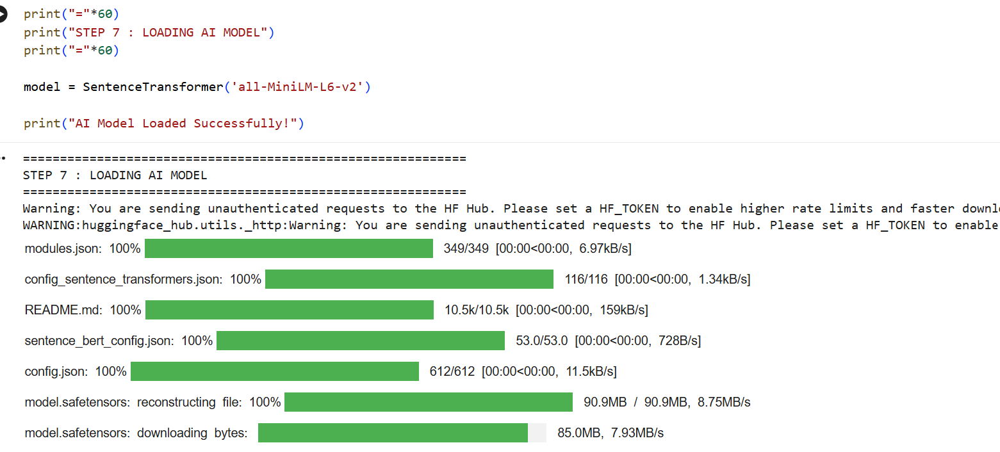 print("="*60)
print("STEP 7 : LOADING AI MODEL")
print("="*60)
model = SentenceTransformer('all-MiniLM-L6-v2')
print("AI Model Loaded Successfully!")
============================================================
STEP 7 : LOADING AI MODEL
============================================================
Warning: You are sending unauthenticated requests to the HF Hub. Please set a HF_TOKEN to enable higher rate limits and faster downl
WARNING:huggingface_hub.utils._http:Warning: You are sending unauthenticated requests to the HF Hub. Please set a HF_TOKEN to enable
modules.json: 100% 349/349 [00:00<00:00, 6.97kB/s]
config_sentence_transformers.json: 100% 116/116 [00:00<00:00, 1.34kB/s]
README.md: 100% 10.5k/10.5k [00:00<00:00, 159kB/s]
sentence_bert_config.json: 100% 53.0/53.0 [00:00<00:00, 728B/s]
config.json: 100% 612/612 [00:00<00:00, 11.5kB/s]
model.safetensors: reconstructing file: 100% 90.9MB / 90.9MB, 8.75MB/s
model.safetensors: downloading bytes: 85.0MB, 7.93MB/s